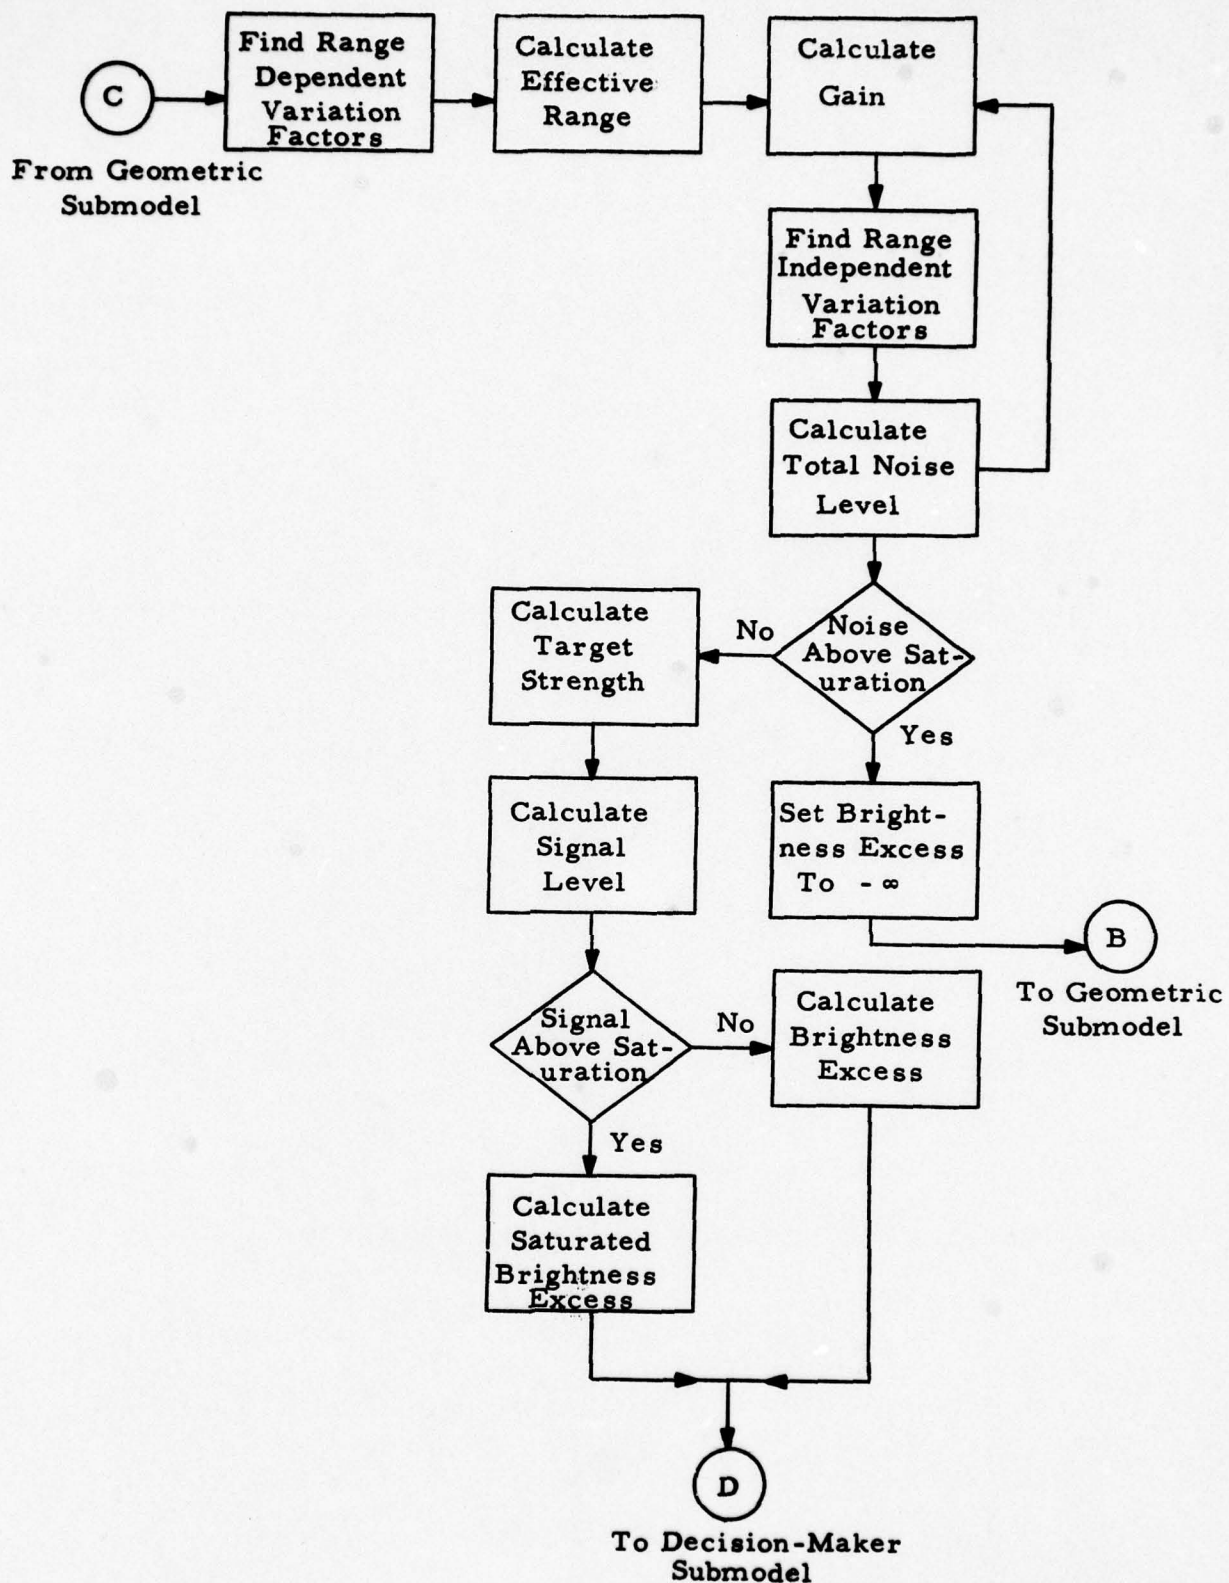 C
From Geometric
Submodel
Find Range
Dependent
Variation
Factors
Calculate
Effective
Range
Calculate
Gain
Find Range
Independent
Variation
Factors
Calculate
Total Noise
Level
Noise
Above Sat-
uration
No
Yes
Calculate
Target
Strength
Calculate
Signal
Level
Set Bright-
ness Excess
To - ∞
B
To Geometric
Submodel
Signal
Above Sat-
uration
No
Yes
Calculate
Brightness
Excess
Calculate
Saturated
Brightness
Excess
D
To Decision-Maker
Submodel